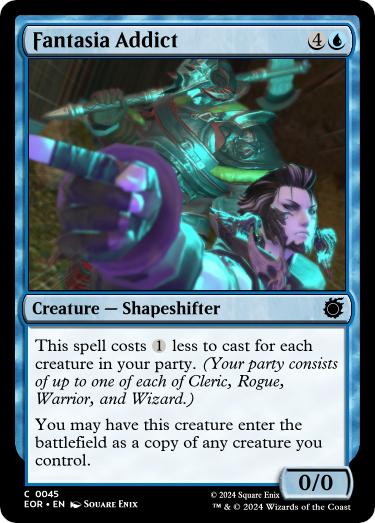 Fantasia Addict 4
Creature — Shapeshifter
This spell costs 1 less to cast for each
creature in your party. (Your party consists
of up to one of each of Cleric, Rogue,
Warrior, and Wizard.)
You may have this creature enter the
battlefield as a copy of any creature you
control.
0/0
C 0045
EOR • EN Square Enix
© 2024 Square Enix
™ & © 2024 Wizards of the Coast